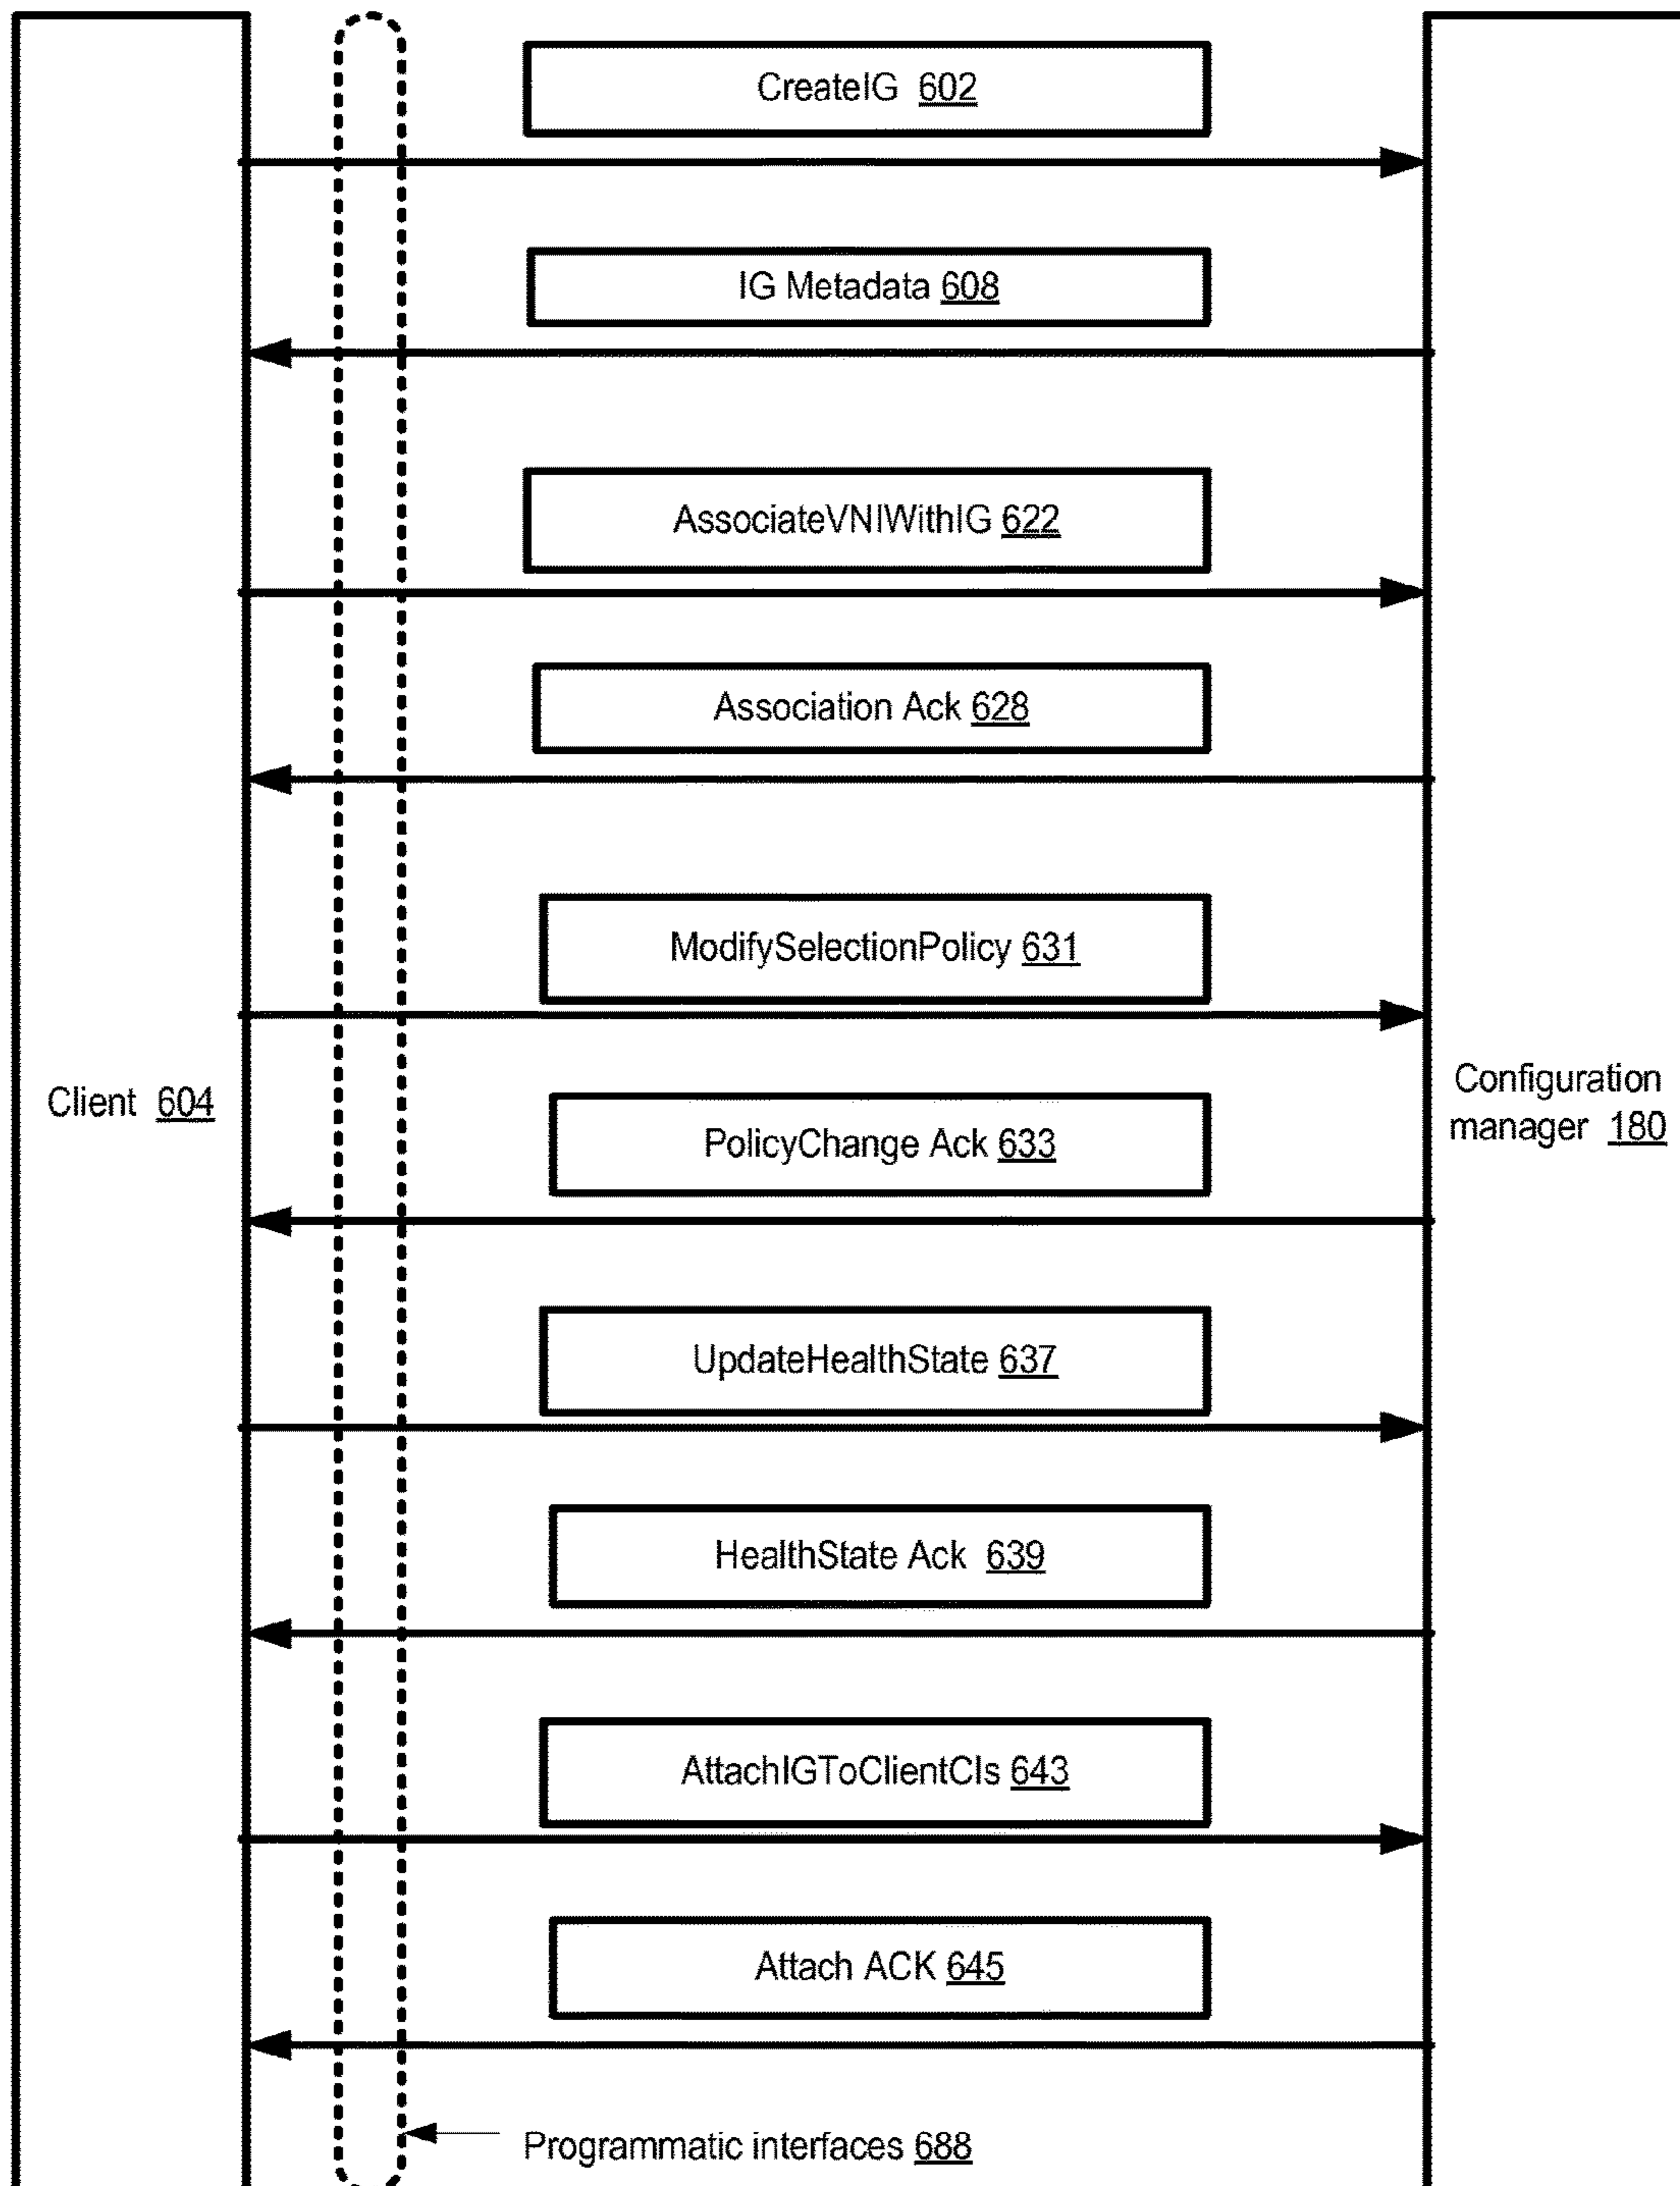 CreateIG 602
IG Metadata 608
AssociateVNIWithIG 622
Association Ack 628
ModifySelectionPolicy 631
Client 604
Configuration
manager 180
PolicyChange Ack 633
UpdateHealthState 637
HealthState Ack 639
AttachIGToClientCIs 643
Attach ACK 645
Programmatic interfaces 688